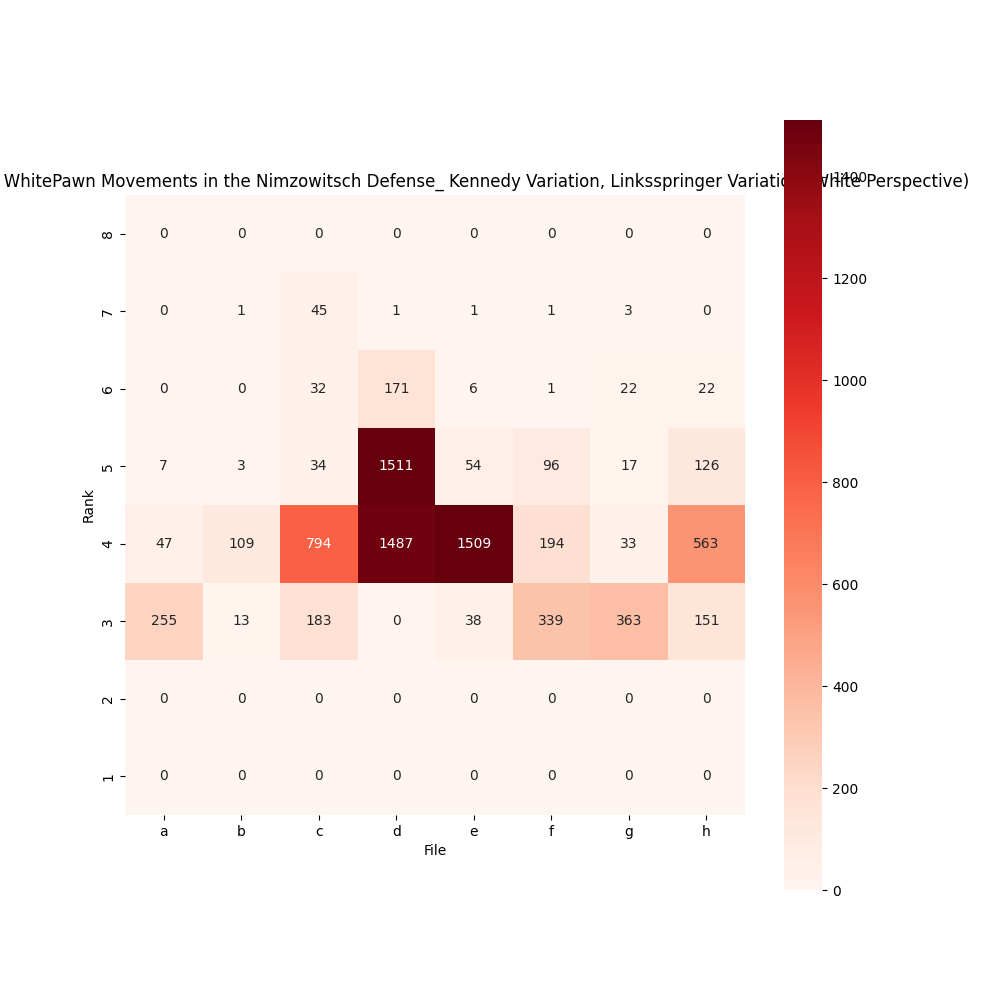 WhitePawn Movements in the Nimzowitsch Defense_ Kennedy Variation, Linksspringer Variation (White Perspective)
1400
8 0 0 0 0 0 0 0 0
1200
7 0 1 45 1 1 1 3 0
6 0 0 32 171 6 1 22 22
1000
5 7 3 34 1511 54 96 17 126
800
Rank
4 47 109 794 1487 1509 194 33 563
600
3 255 13 183 0 38 339 363 151
400
2 0 0 0 0 0 0 0 0
1 0 0 0 0 0 0 0 0
200
a b c d e f g h
File
0